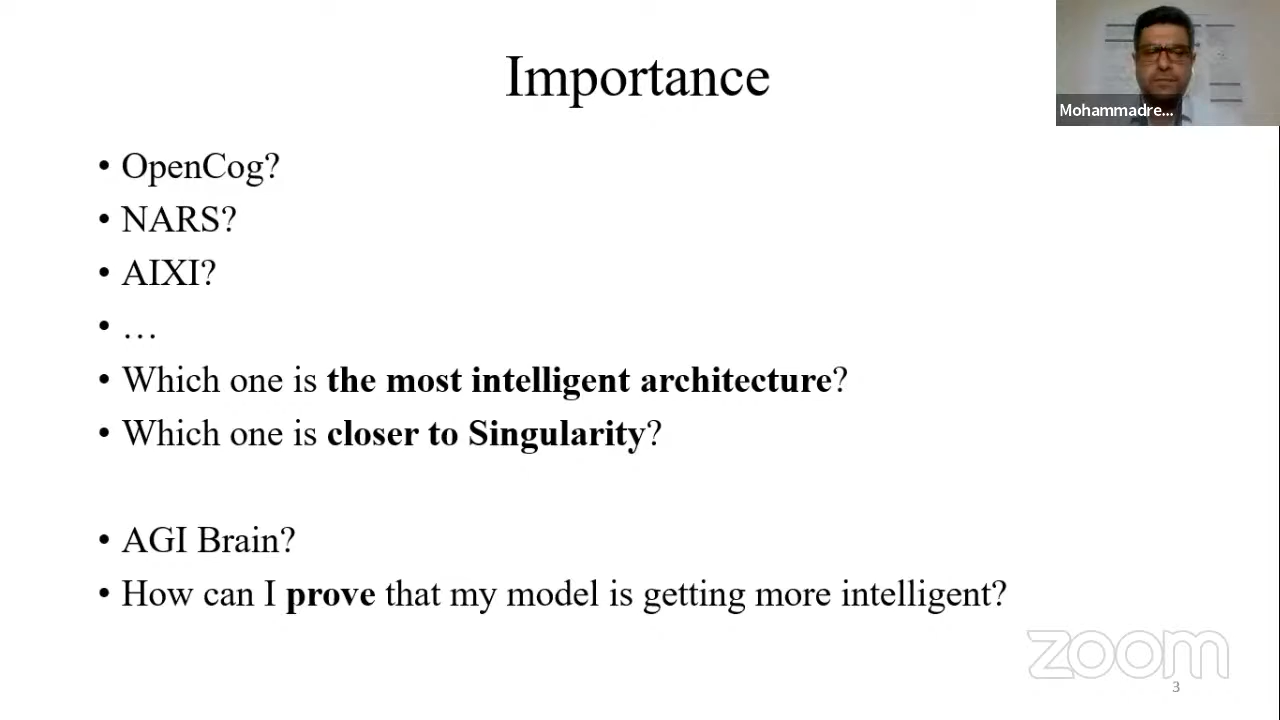 Importance
Mohammadre...
• OpenCog?
• NARS?
• AIXI?
• …
• Which one is the most intelligent architecture?
• Which one is closer to Singularity?
• AGI Brain?
• How can I prove that my model is getting more intelligent?
zoom
3